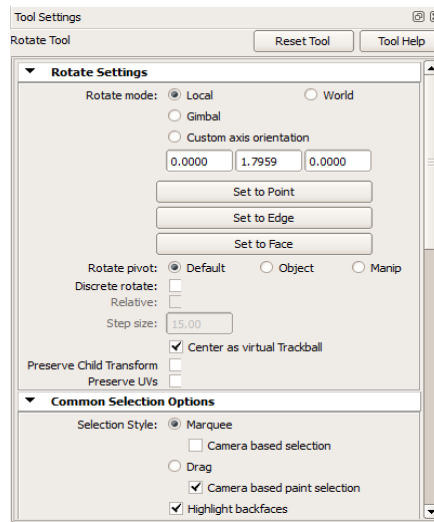 Tool Settings
Rotate Tool Reset Tool Tool Help
Rotate Settings
Rotate mode: Local World
Gimbal
Custom axis orientation
0.0000 1.7959 0.0000
Set to Point
Set to Edge
Set to Face
Rotate pivot: Default Object Manip
Discrete rotate:
Relative:
Step size: 15.00
Center as virtual Trackball
Preserve Child Transform
Preserve UVs
Common Selection Options
Selection Style: Marquee
Camera based selection
Drag
Camera based paint selection
Highlight backfaces